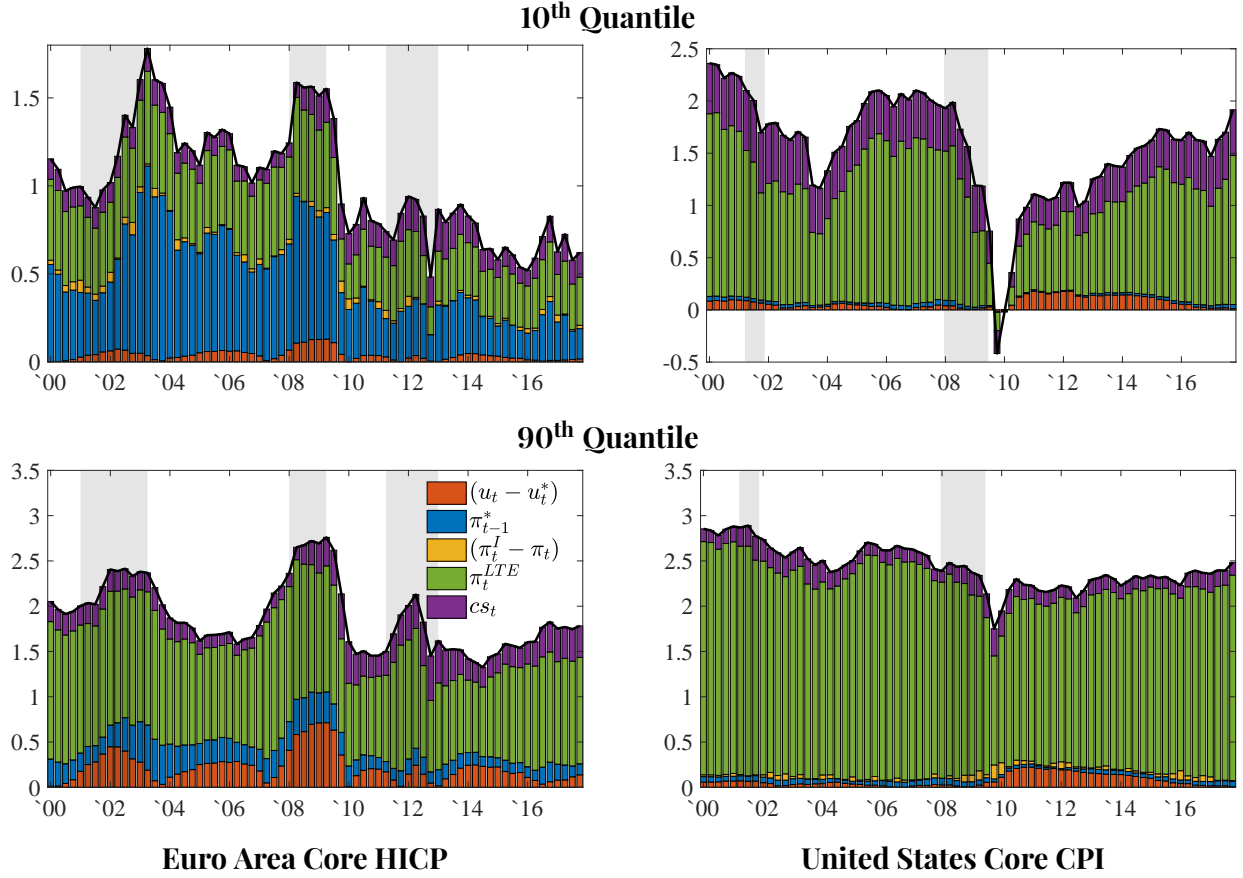 10th Quantile
1.5
1
0.5
0
`00 `02 `04 `06 `08 `10 `12 `14 `16
2.5
2
1.5
1
0.5
0
-0.5
`00 `02 `04 `06 `08 `10 `12 `14 `16
90th Quantile
3.5
3
2.5
2
1.5
1
0.5
0
`00 `02 `04 `06 `08 `10 `12 `14 `16
(u_t − u_t^*)
π_{t−1}^*
(π_t^I − π_t)
π_t^{LTE}
cs_t
3.5
3
2.5
2
1.5
1
0.5
0
`00 `02 `04 `06 `08 `10 `12 `14 `16
Euro Area Core HICP
United States Core CPI